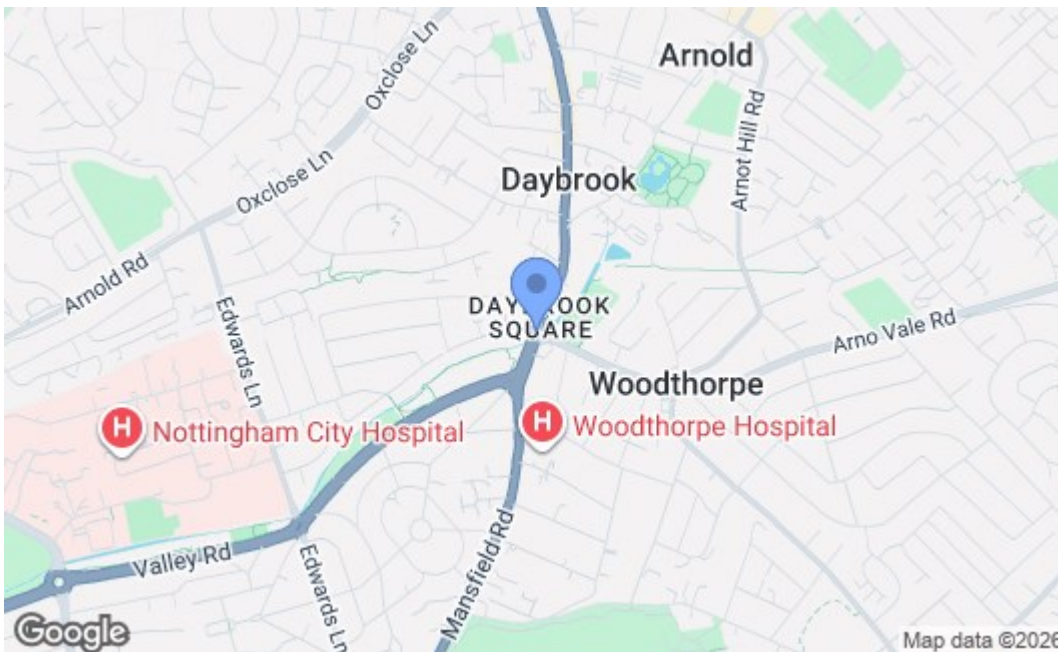 Oxclose Ln
Arnold
Arnot Hill Rd
Daybrook
Oxclose Ln
Arnold Rd
Edwards Ln
DAYBROOK
SQUARE
Arno Vale Rd
Woodthorpe
H
Nottingham City Hospital
H
Woodthorpe Hospital
Valley Rd
Edwards Ln
Mansfield Rd
Google
Map data ©2026